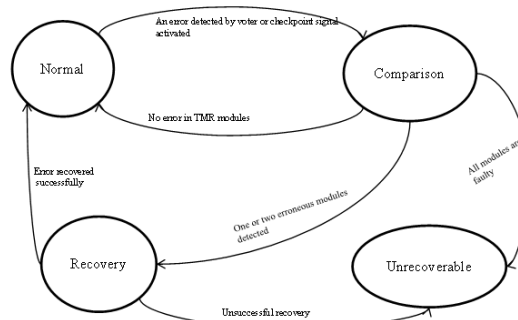 An error detected by voter or checkpoint signal
activated
Normal
Comparison
No error in TMR modules
All modules are
faulty
Error recovered
successfully
One or two erroneous modules
detected
Recovery
Unrecoverable
Unsuccessful recovery